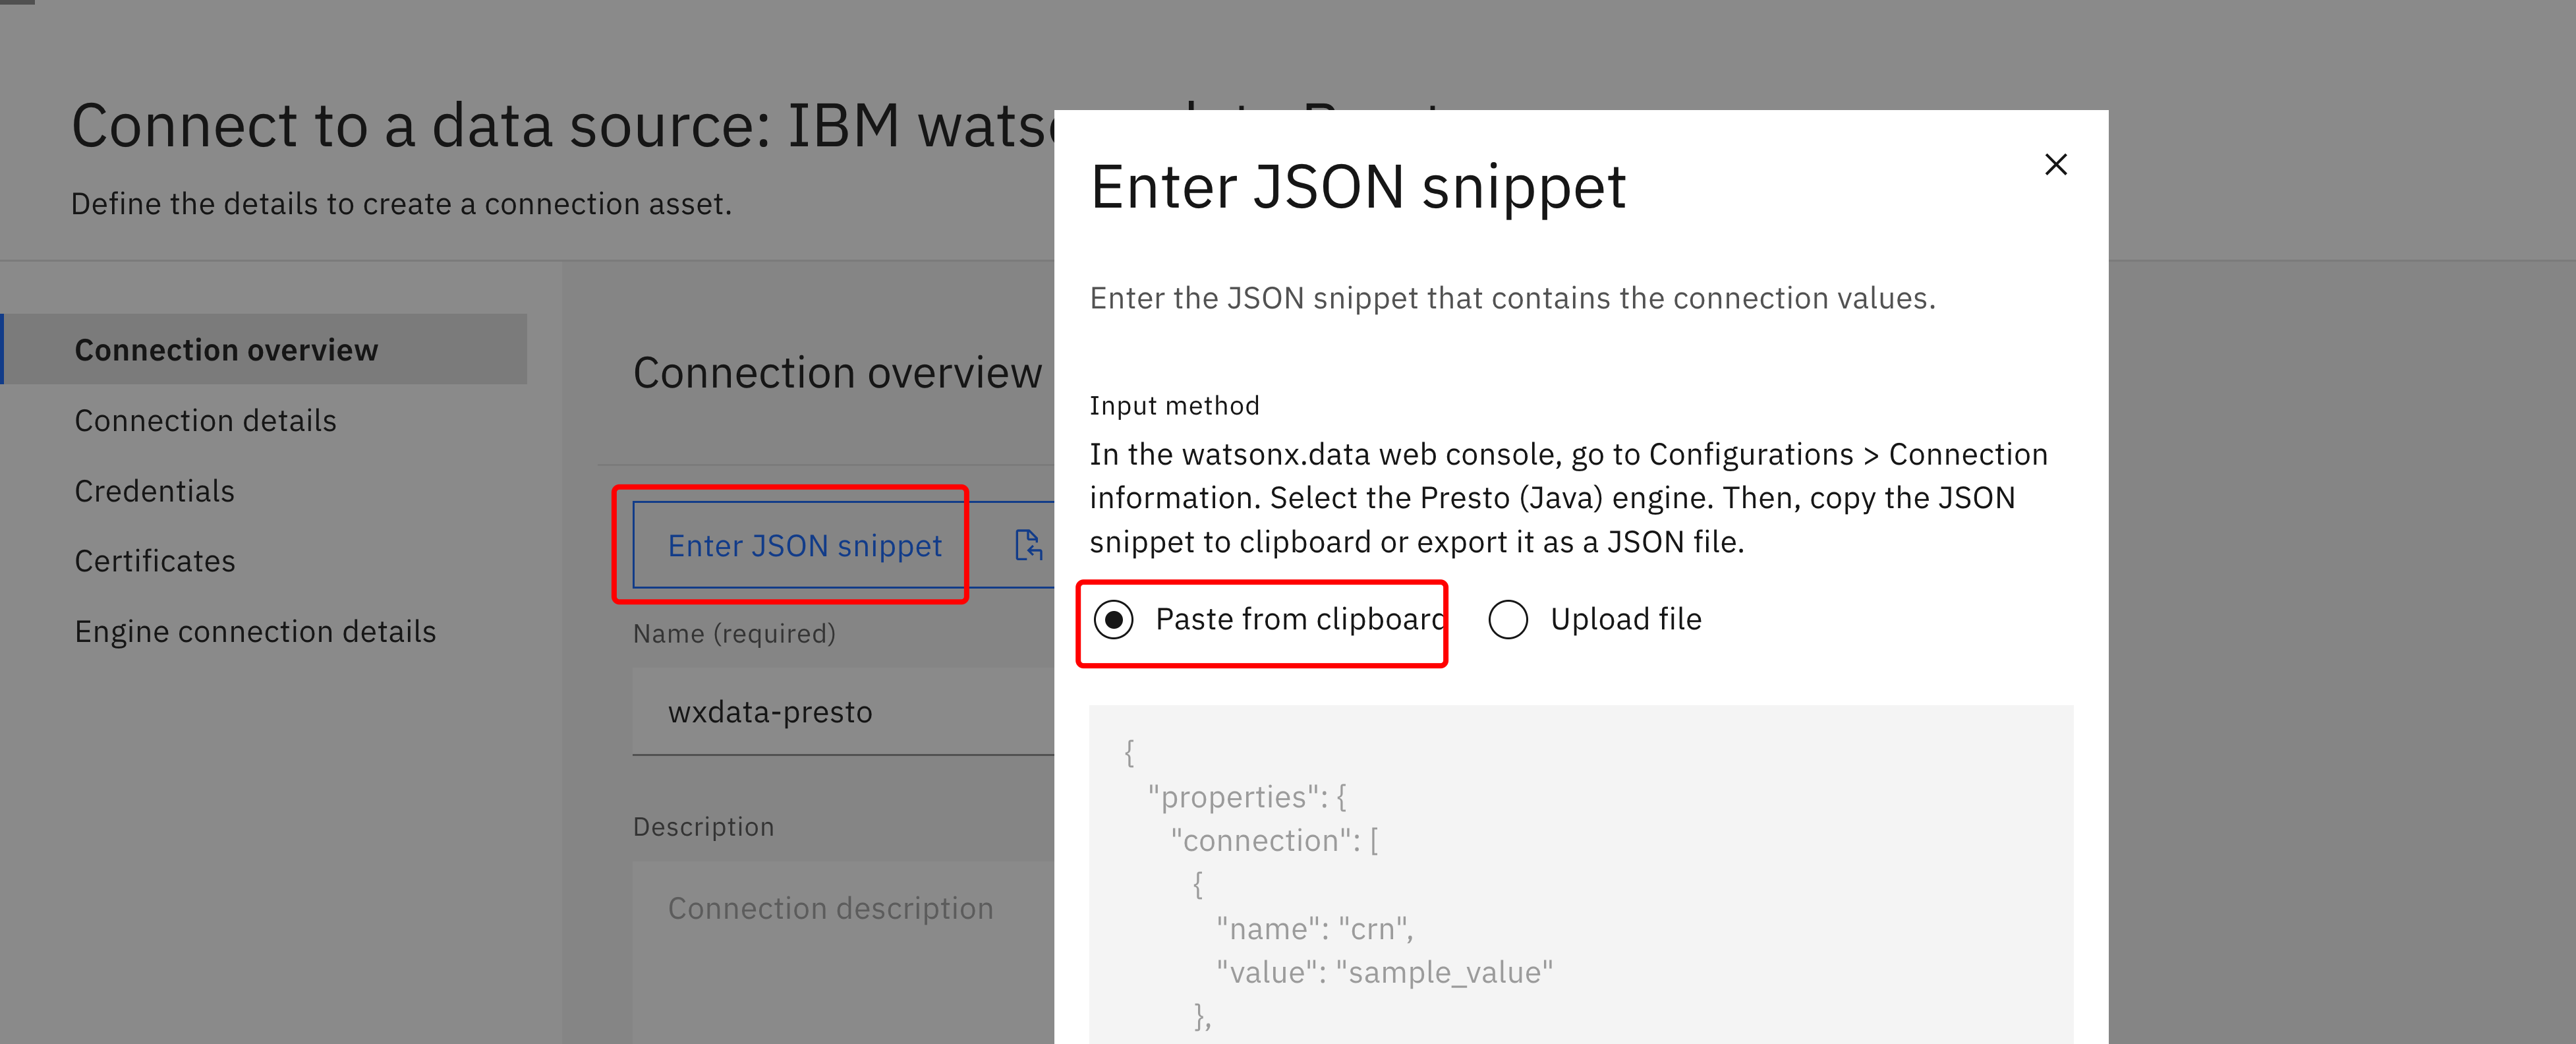 Connect to a data source: IBM
Define the details to create a connection asset.
Connection overview
Connection details
Credentials
Certificates
Engine connection details
Connection overview
Enter JSON snippet
Name (required)
wxdata-presto
Description
Connection description
Enter JSON snippet
Enter the JSON snippet that contains the connection values.
Input method
In the watsonx.data web console, go to Configurations > Connection
information. Select the Presto (Java) engine. Then, copy the JSON
snippet to clipboard or export it as a JSON file.
Paste from clipboard
Upload file
{
"properties": {
"connection": [
{
"name": "crn",
"value": "sample_value"
},